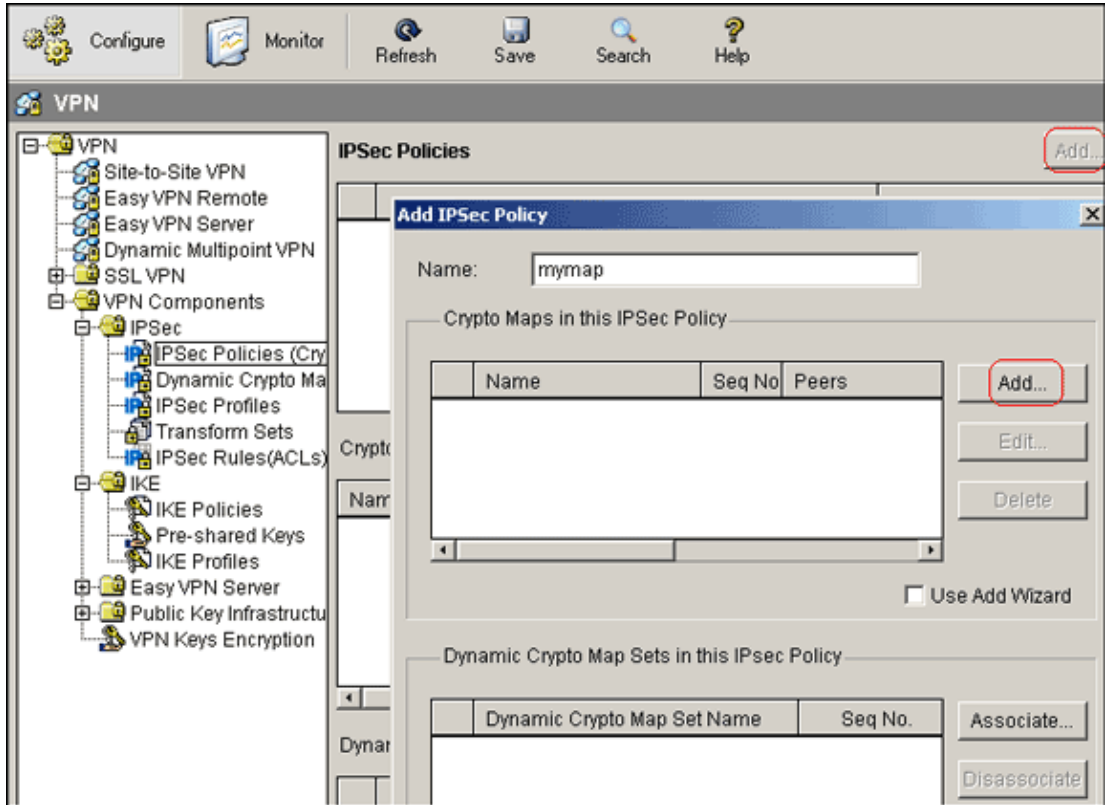 Configure
Monitor
Refresh
Save
Search
Help
VPN
VPN
Site-to-Site VPN
Easy VPN Remote
Easy VPN Server
Dynamic Multipoint VPN
SSL VPN
VPN Components
IPSec
IPSec Policies (Cry
Dynamic Crypto Ma
IPSec Profiles
Transform Sets
IPSec Rules(ACLs)
IKE
IKE Policies
Pre-shared Keys
IKE Profiles
Easy VPN Server
Public Key Infrastructu
VPN Keys Encryption
IPSec Policies
Add...
Crypto
Nam
Dynar
Add IPSec Policy
Name: mymap
Crypto Maps in this IPSec Policy
Name Seq No Peers
Add...
Edit...
Delete
Use Add Wizard
Dynamic Crypto Map Sets in this IPsec Policy
Dynamic Crypto Map Set Name Seq No.
Associate...
Disassociate